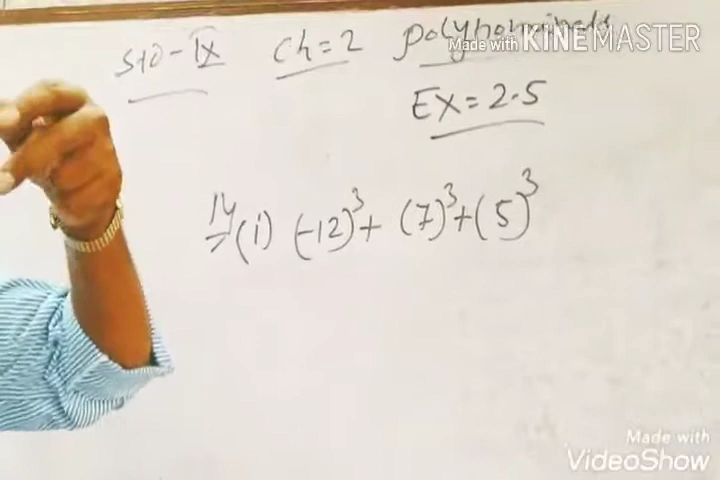 STD - IX Ch = 2 Polynomials
Made with KINEMASTER
EX = 2.5
14 (i) (-12)³ + (7)³ + (5)³
Made with
VideoShow